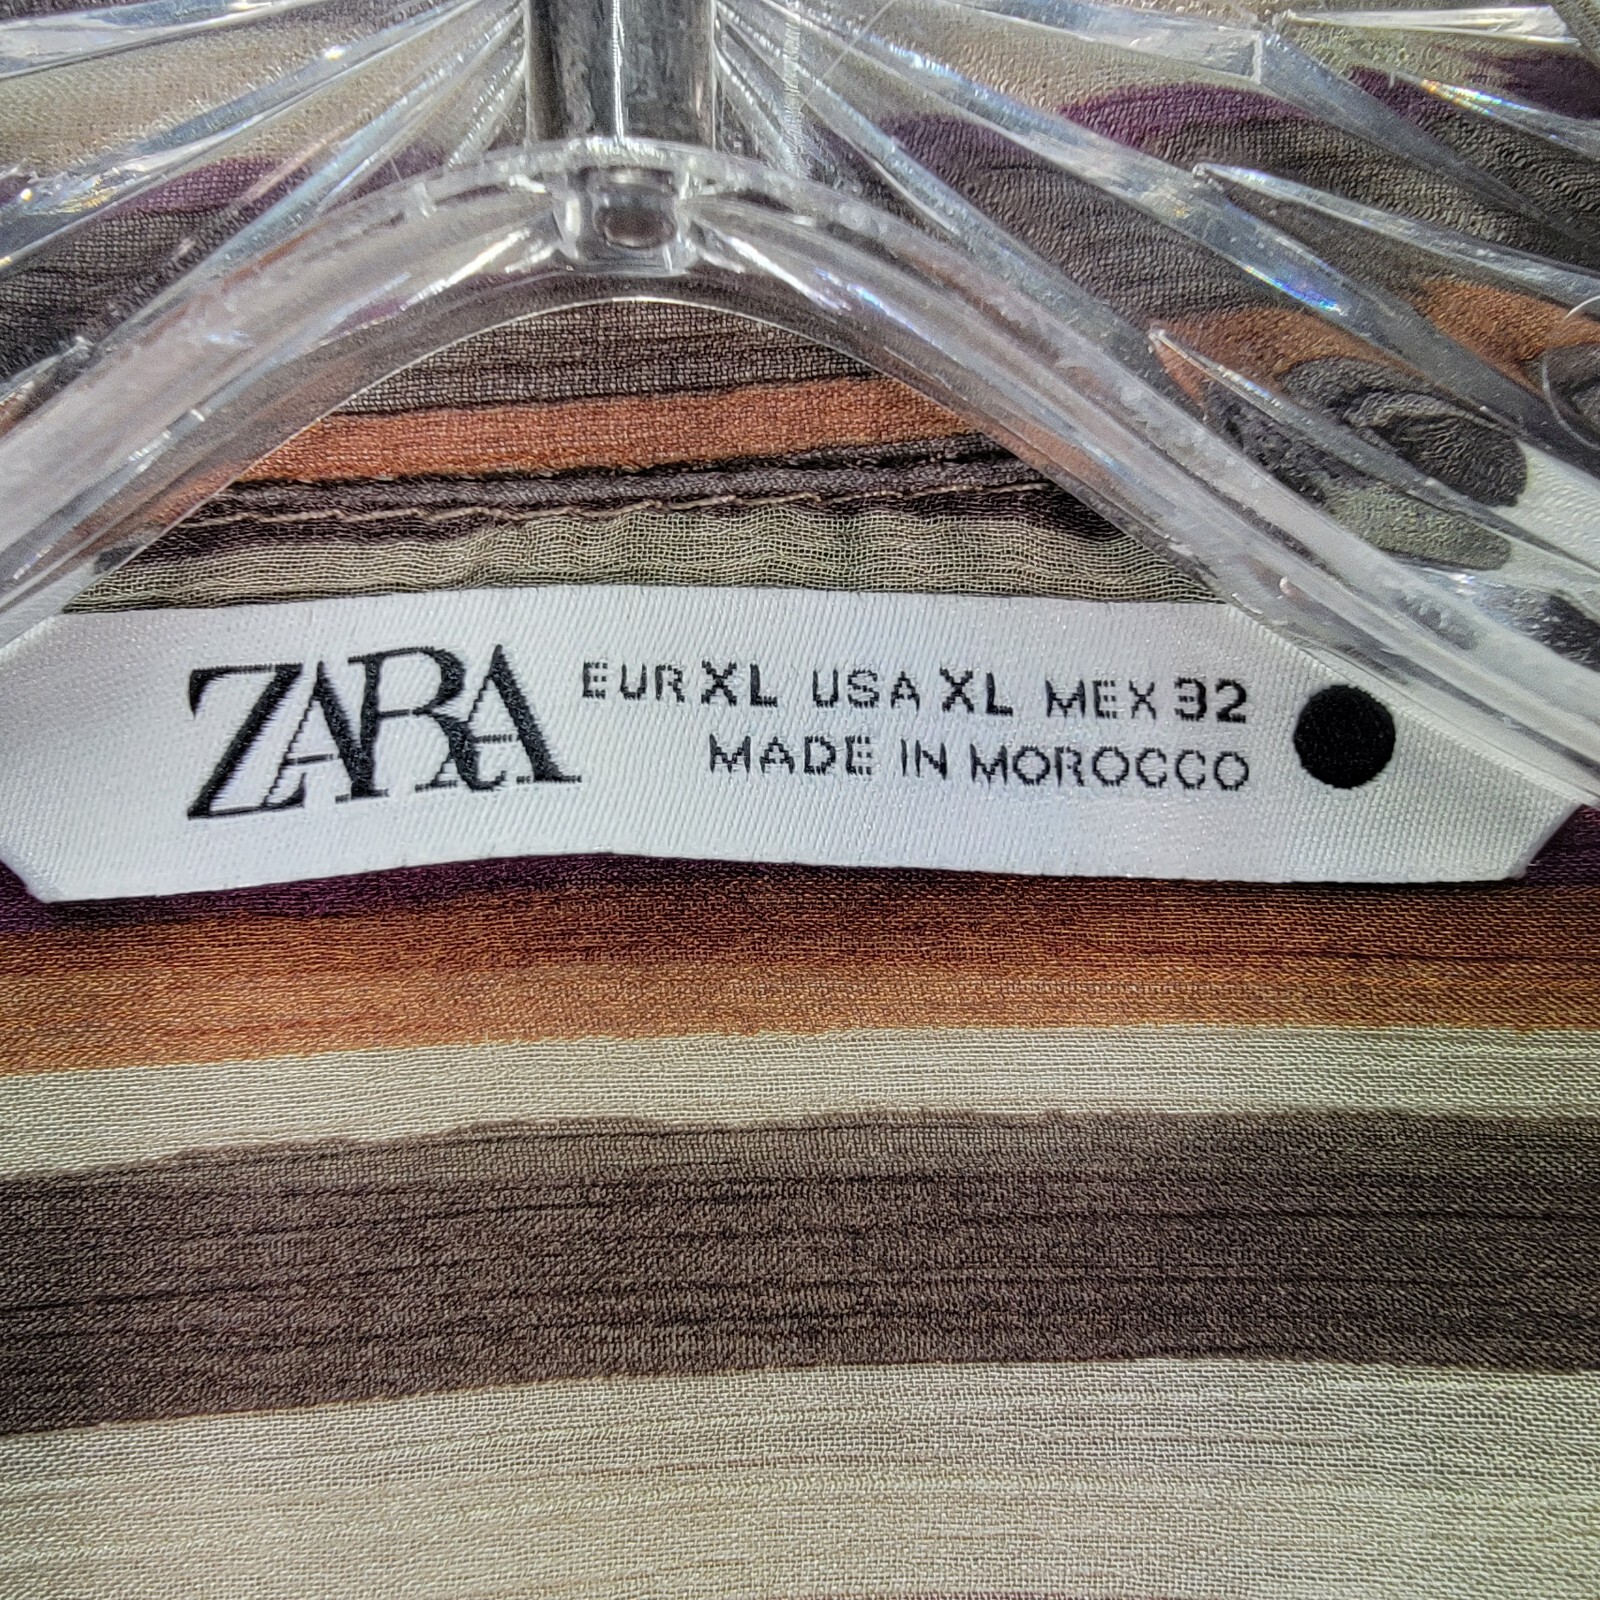 ZARA
EUR XL USA XL MEX 32
MADE IN MOROCCO